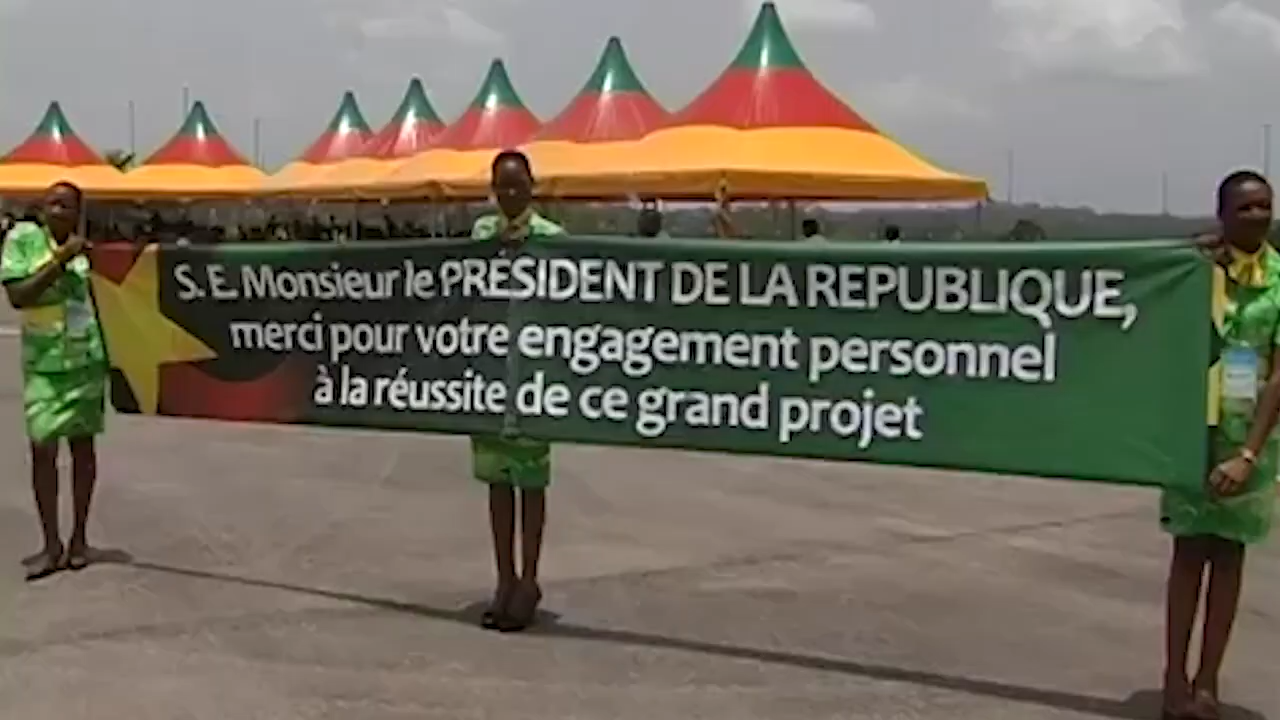 S. E. Monsieur le PRÉSIDENT DE LA REPUBLIQUE,
merci pour votre engagement personnel
à la réussite de ce grand projet